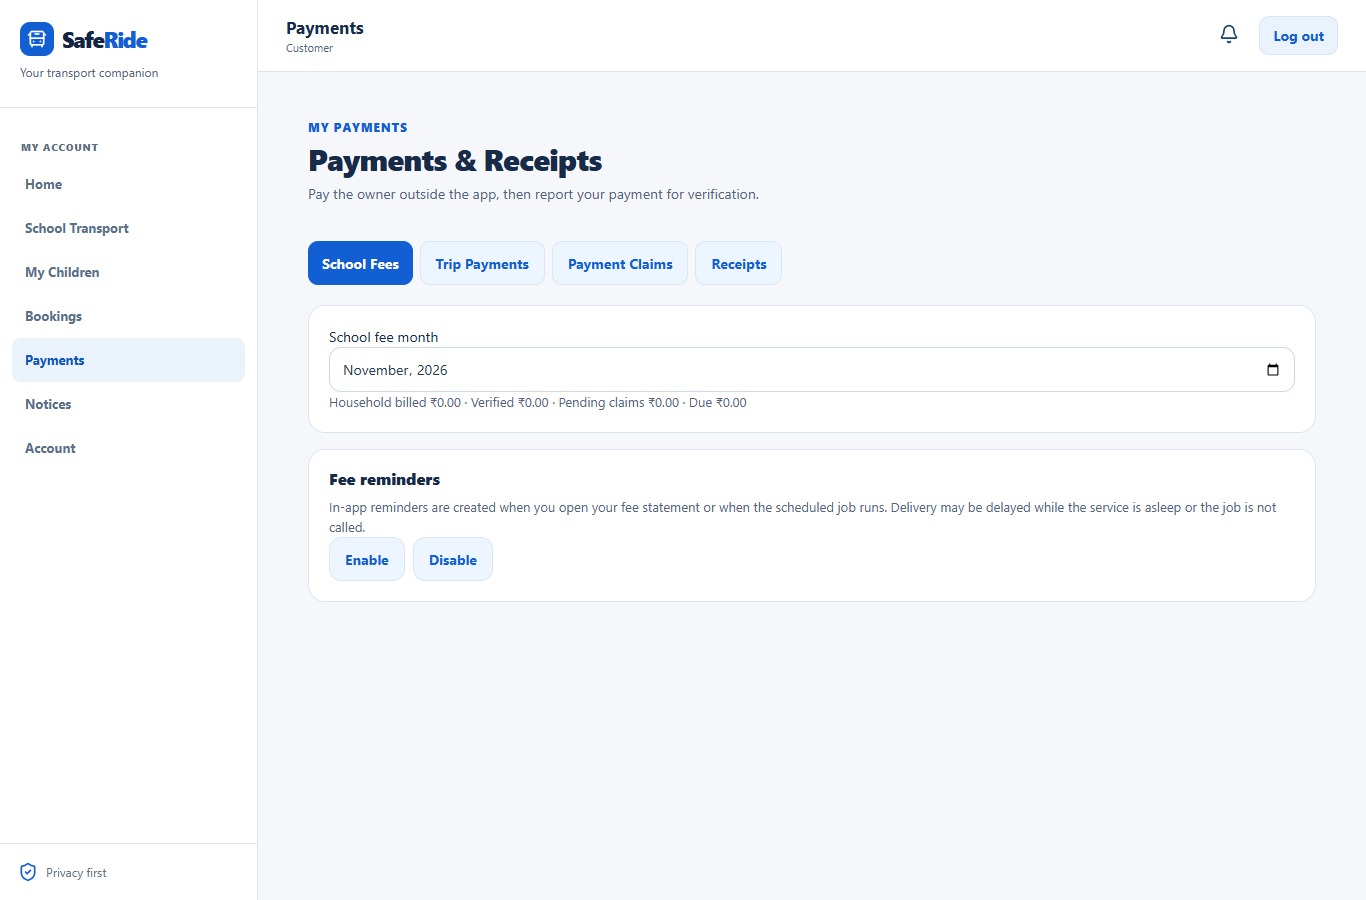 SafeRide
Your transport companion
MY ACCOUNT
Home
School Transport
My Children
Bookings
Payments
Notices
Account
Privacy first
Payments
Customer
Log out
MY PAYMENTS
Payments & Receipts
Pay the owner outside the app, then report your payment for verification.
School Fees
Trip Payments
Payment Claims
Receipts
School fee month
November, 2026
Household billed ₹0.00 · Verified ₹0.00 · Pending claims ₹0.00 · Due ₹0.00
Fee reminders
In-app reminders are created when you open your fee statement or when the scheduled job runs. Delivery may be delayed while the service is asleep or the job is not
called.
Enable
Disable